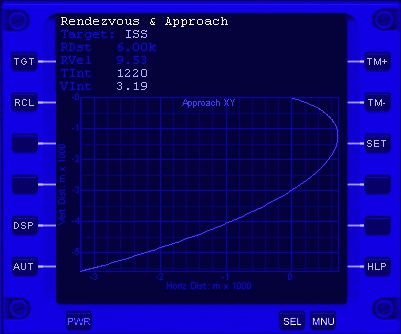 Rendezvous & Approach
Target: ISS
RDst 6.00k
RVel 9.53
TInt 1220
VInt 3.19
TGT
TM+
RCL
TM-
SET
DSP
AUT
HLP
Approach XY
0
-1
-2
-3
-4
-5
Vert Dist: m x 1000
-3 -2 -1 0
Horiz Dist: m x 1000
PWR SEL MNU